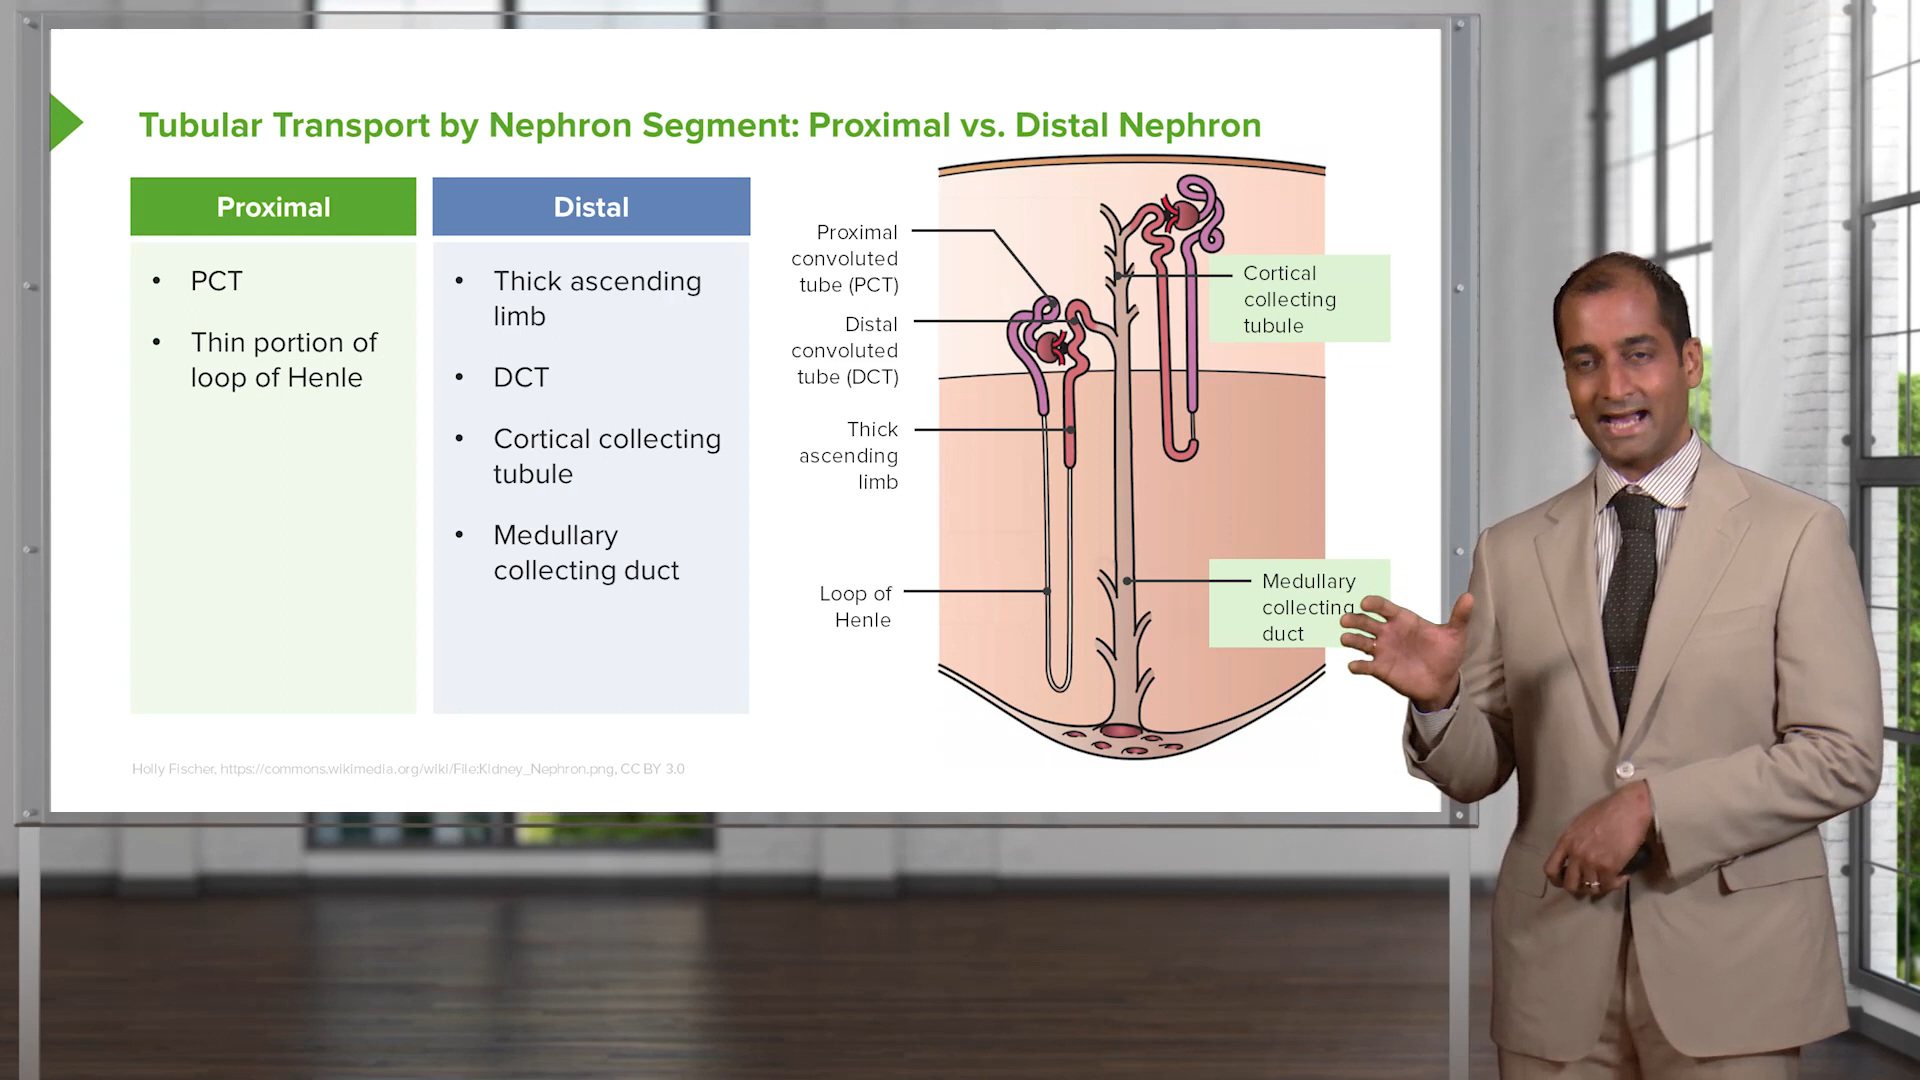 Tubular Transport by Nephron Segment: Proximal vs. Distal Nephron
Proximal
• PCT
• Thin portion of
loop of Henle
Distal
• Thick ascending
limb
• DCT
• Cortical collecting
tubule
• Medullary
collecting duct
Proximal
convoluted
tube (PCT)
Distal
convoluted
tube (DCT)
Thick
ascending
limb
Loop of
Henle
Cortical
collecting
tubule
Medullary
collecting
duct
Holly Fischer, https://commons.wikimedia.org/wiki/File:Kidney_Nephron.png, CC BY 3.0